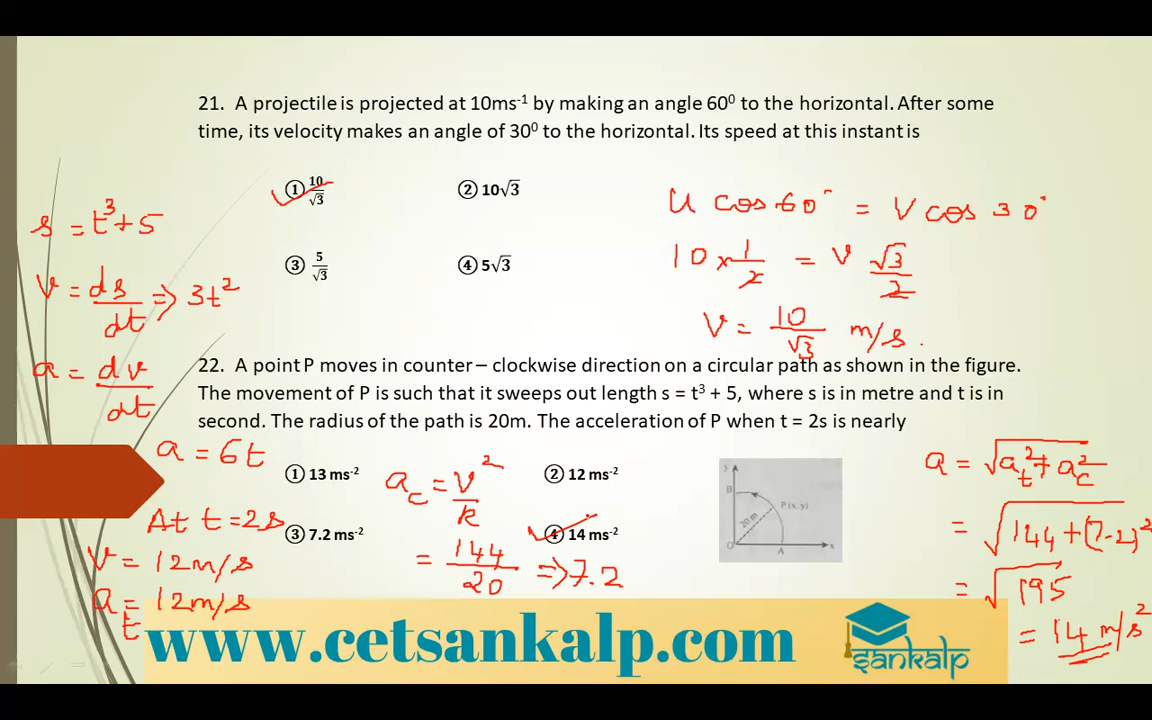 21. A projectile is projected at 10ms⁻¹ by making an angle 60⁰ to the horizontal. After some
time, its velocity makes an angle of 30⁰ to the horizontal. Its speed at this instant is
① 10/√3
② 10√3
③ 5/√3
④ 5√3
u cos 60° = v cos 30°
10 × 1/2 = v √3/2
v = 10/√3 m/s.
s = t³ + 5
v = ds/dt => 3t²
a = dv/dt
a = 6t
At t = 2s
v = 12m/s
a_t = 12m/s
22. A point P moves in counter – clockwise direction on a circular path as shown in the figure.
The movement of P is such that it sweeps out length s = t³ + 5, where s is in metre and t is in
second. The radius of the path is 20m. The acceleration of P when t = 2s is nearly
① 13 ms⁻²
② 12 ms⁻²
③ 7.2 ms⁻²
④ 14 ms⁻²
a_c = v²/R
= 144/20 => 7.2
y
B
P(x, y)
20 m
O
A
x
a = √a_t² + a_c²
= √144 + (7.2)²
= √195
= 14 m/s²
www.cetsankalp.com
sankalp